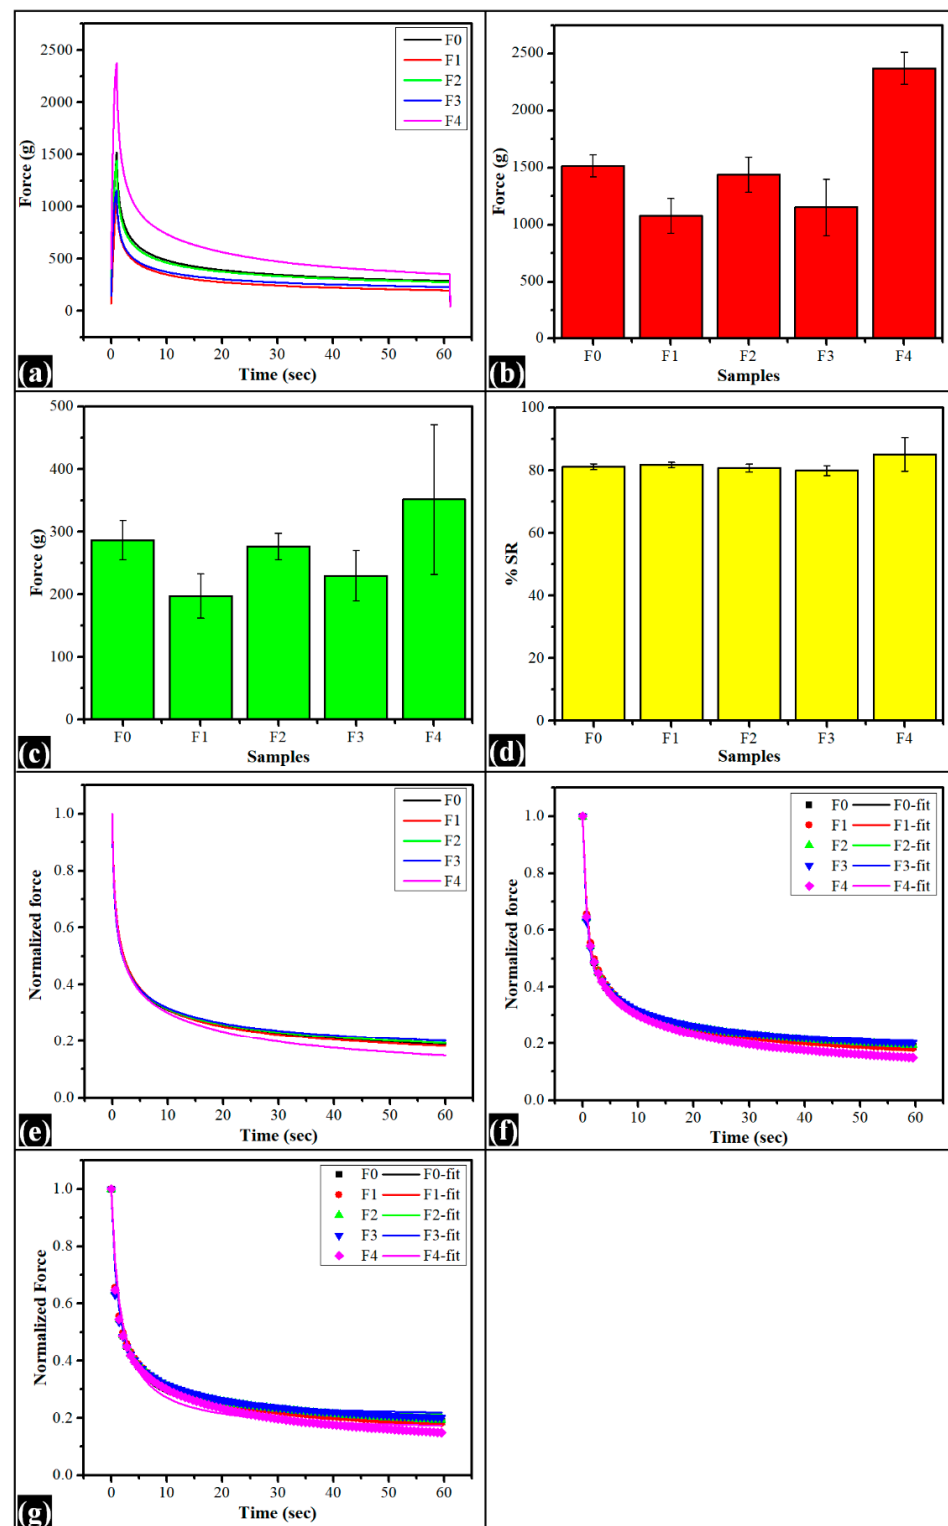 2500
2000
1500
1000
500
0
Force (g)
F0
F1
F2
F3
F4
0 10 20 30 40 50 60
Time (sec)
(a)
2500
2000
1500
1000
500
0
Force (g)
F0 F1 F2 F3 F4
Samples
(b)
500
400
300
200
100
0
Force (g)
F0 F1 F2 F3 F4
Samples
(c)
100
80
60
40
20
0
% SR
F0 F1 F2 F3 F4
Samples
(d)
1.0
0.8
0.6
0.4
0.2
0.0
Normalized force
F0
F1
F2
F3
F4
0 10 20 30 40 50 60
Time (sec)
(e)
1.0
0.8
0.6
0.4
0.2
0.0
Normalized force
F0 F0-fit
F1 F1-fit
F2 F2-fit
F3 F3-fit
F4 F4-fit
0 10 20 30 40 50 60
Time (sec)
(f)
1.0
0.8
0.6
0.4
0.2
0.0
Normalized Force
F0 F0-fit
F1 F1-fit
F2 F2-fit
F3 F3-fit
F4 F4-fit
0 10 20 30 40 50 60
Time (sec)
(g)